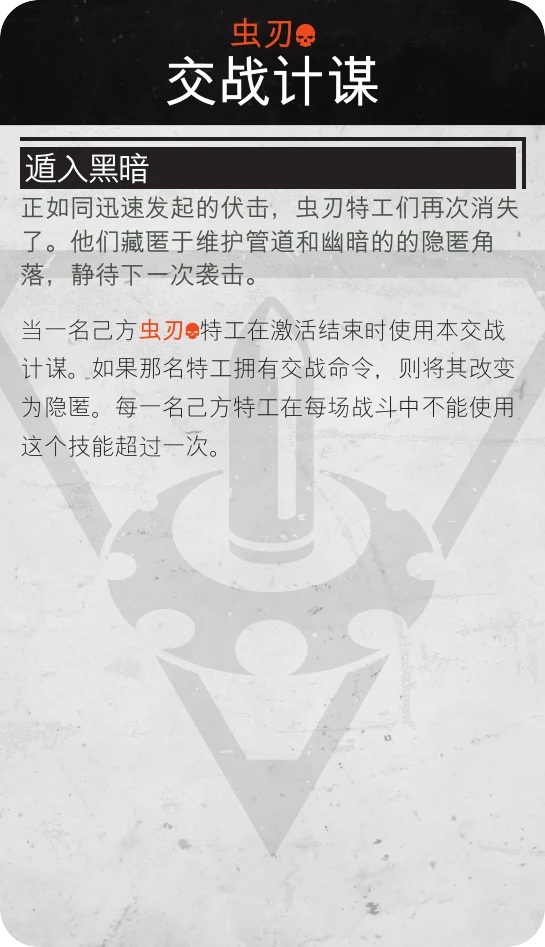 虫刃
交战计谋
遁入黑暗
正如同迅速发起的伏击，虫刃特工们再次消失
了。他们藏匿于维护管道和幽暗的的隐匿角
落，静待下一次袭击。
当一名己方虫刃特工在激活结束时使用本交战
计谋。如果那名特工拥有交战命令，则将其改变
为隐匿。每一名己方特工在每场战斗中不能使用
这个技能超过一次。